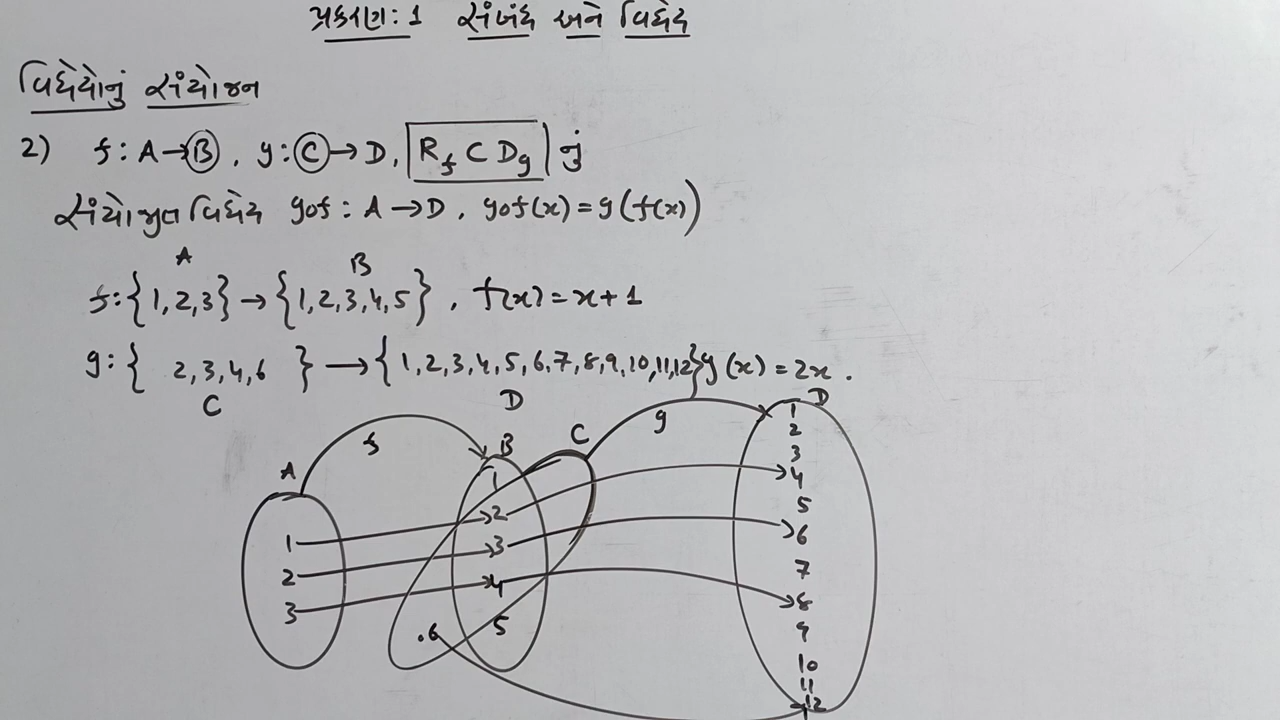 પ્રકરણ: 1 સંબંધ અને વિધેય
વિધેયોનું સંયોજન
2) f: A→B, g: C→D, R_f ⊂ D_g નું
સંયોજીત વિધેય gof: A→D, gof(x)=g(f(x))
A B
f: {1,2,3} → {1,2,3,4,5}, f(x)=x+1
g: { 2,3,4,6 } → {1,2,3,4,5,6,7,8,9,10,11,12} g(x)=2x.
C D
A f B C g D
1 2 3
1 2 3 4 5
.6
1 2 3 4 5 6 7 8 9 10 11 12